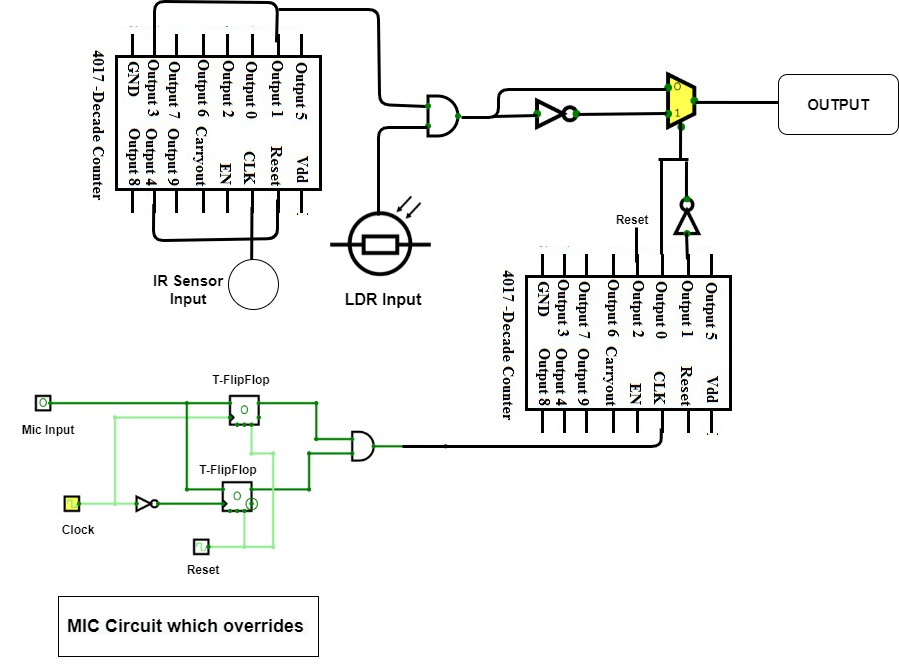 4017 -Decade Counter
GND
Output 3
Output 7
Output 6
Output 2
Output 0
Output 1
Output 5
Output 8
Output 4
Output 9
Carryout
EN
CLK
Reset
Vdd
0
1
OUTPUT
IR Sensor
Input
LDR Input
Reset
4017 -Decade Counter
GND
Output 3
Output 7
Output 6
Output 2
Output 0
Output 1
Output 5
Output 8
Output 4
Output 9
Carryout
EN
CLK
Reset
Vdd
T-FlipFlop
0
0
Mic Input
T-FlipFlop
0
Clock
Reset
MIC Circuit which overrides